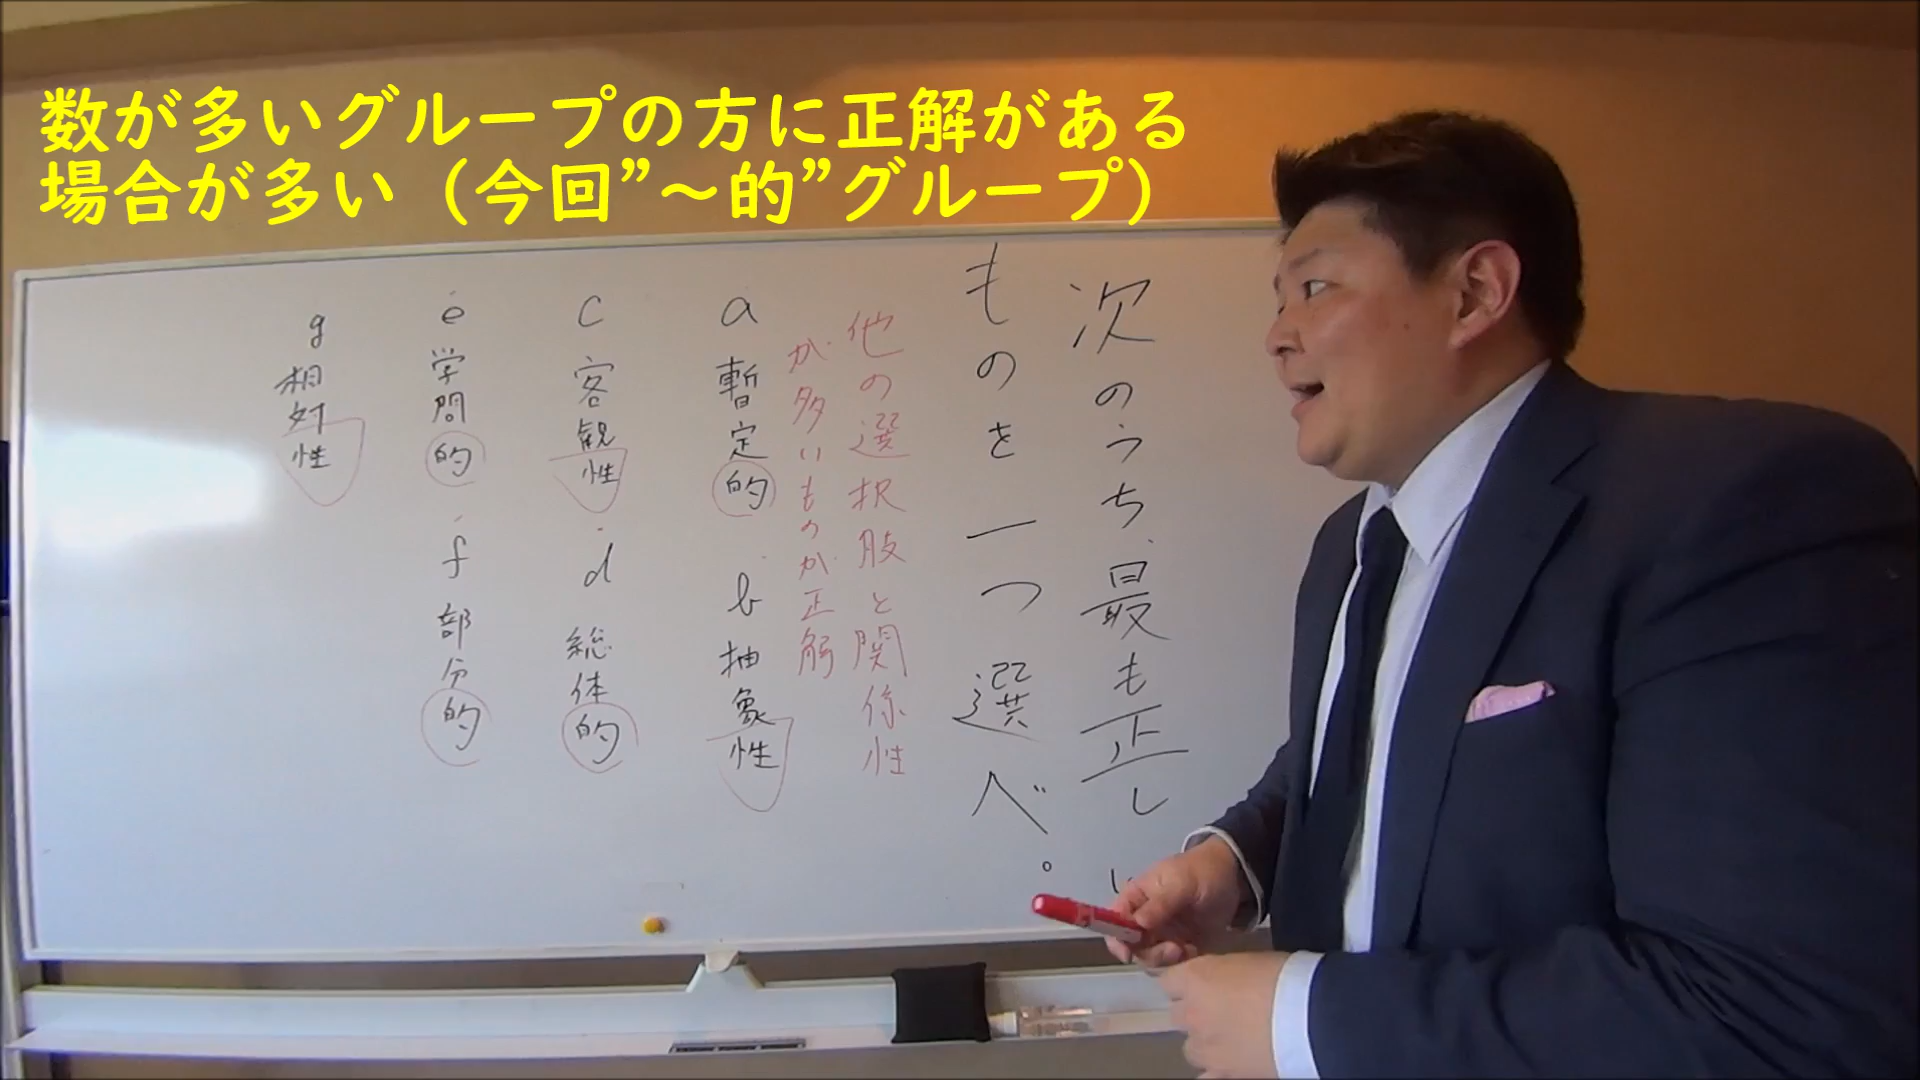 数が多いグループの方に正解がある
場合が多い（今回”～的”グループ）
次のうち、最も正しい
ものを一つ選べ。
他の選択肢と関係性
が多いものが正解
a 暫定的 b 抽象性
c 客観性 d 総体的
e 学問的 f 部分的
g 相対性